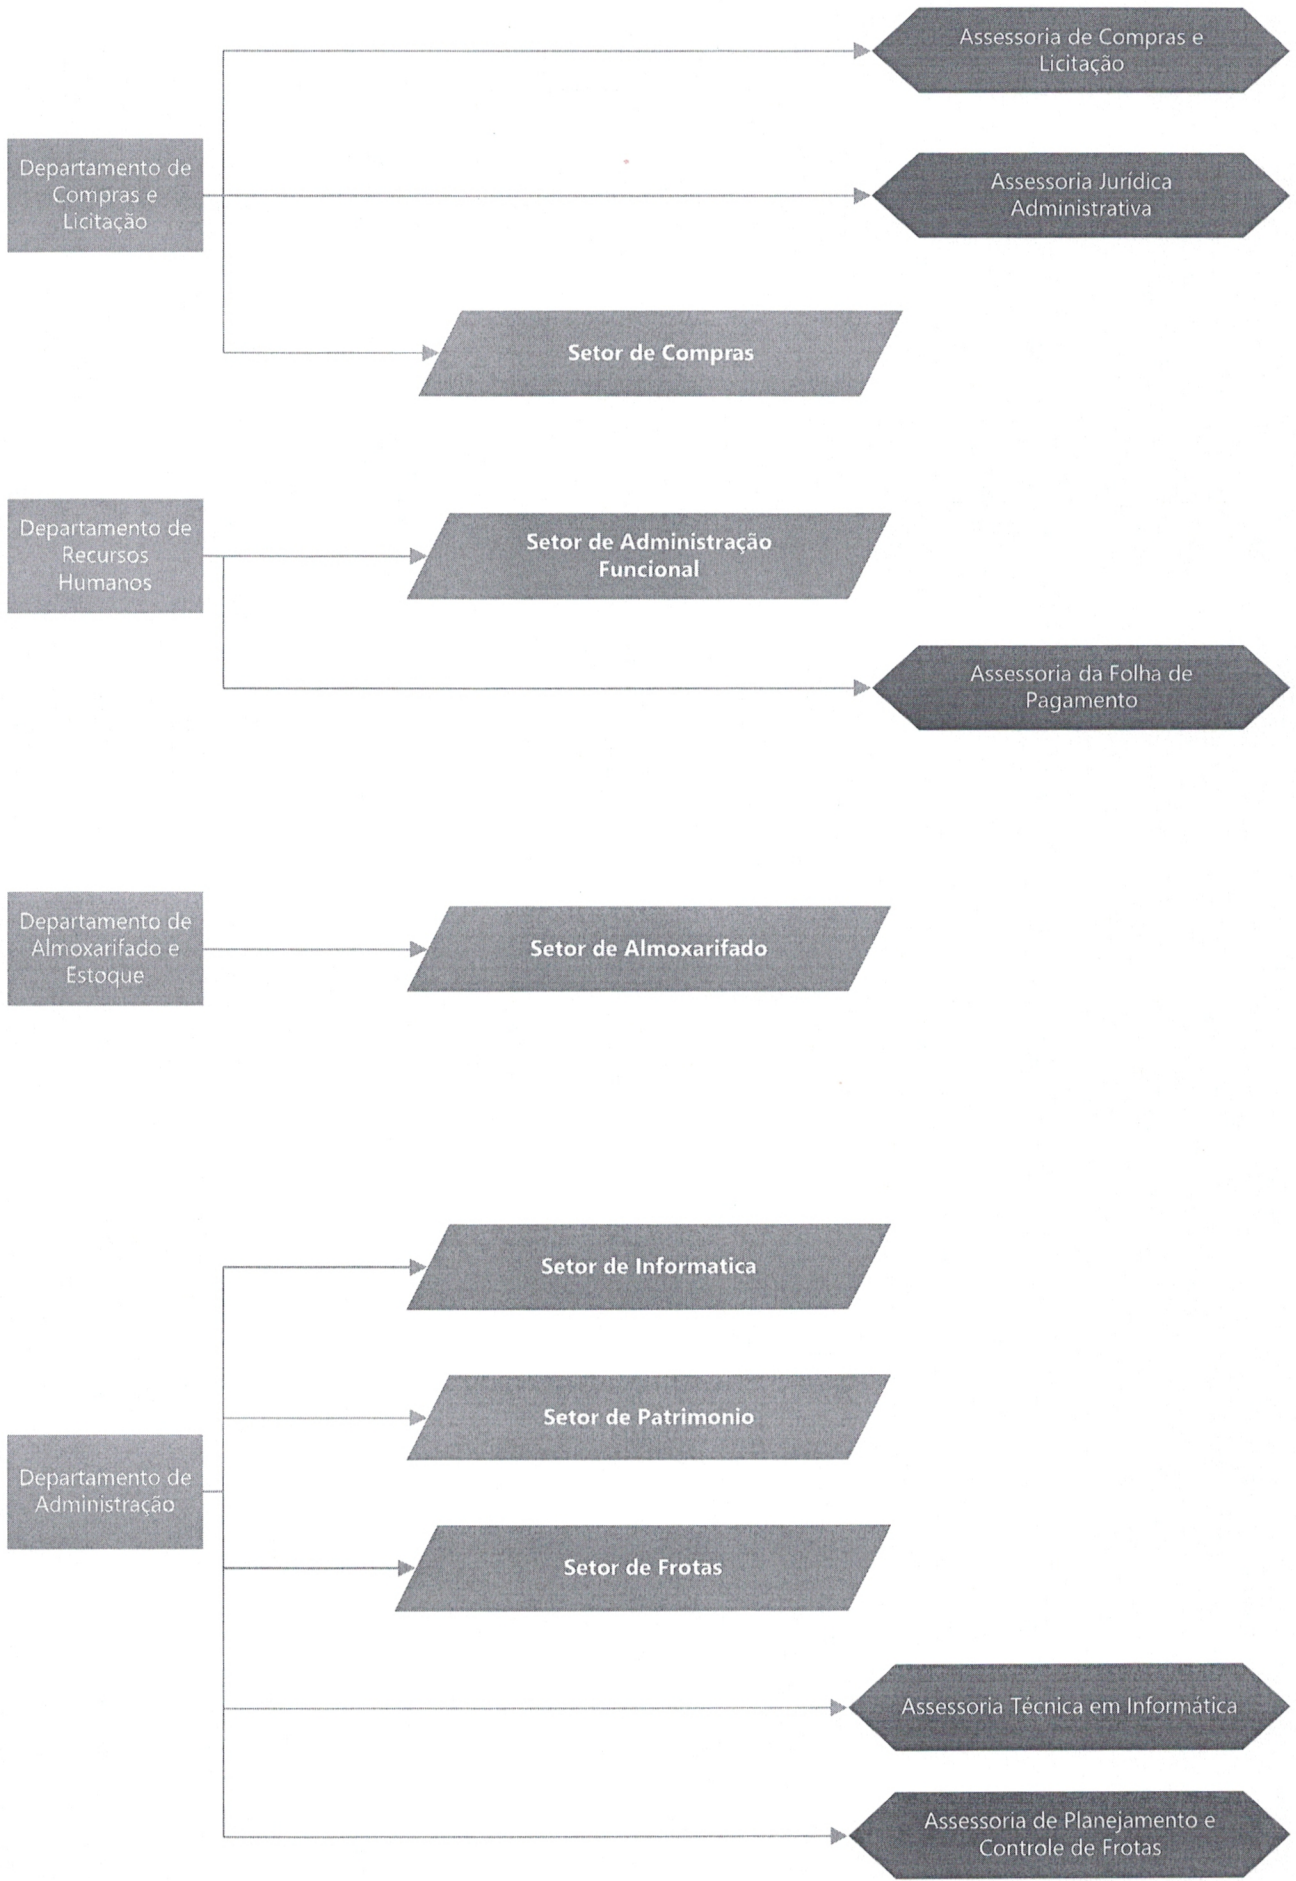 Assessoria de Compras e
Licitação
Departamento de
Compras e
Licitação
Assessoria Jurídica
Administrativa
Setor de Compras
Departamento de
Recursos
Humanos
Setor de Administração
Funcional
Assessoria da Folha de
Pagamento
Departamento de
Almoxarifado e
Estoque
Setor de Almoxarifado
Setor de Informatica
Setor de Patrimonio
Departamento de
Administração
Setor de Frotas
Assessoria Técnica em Informática
Assessoria de Planejamento e
Controle de Frotas